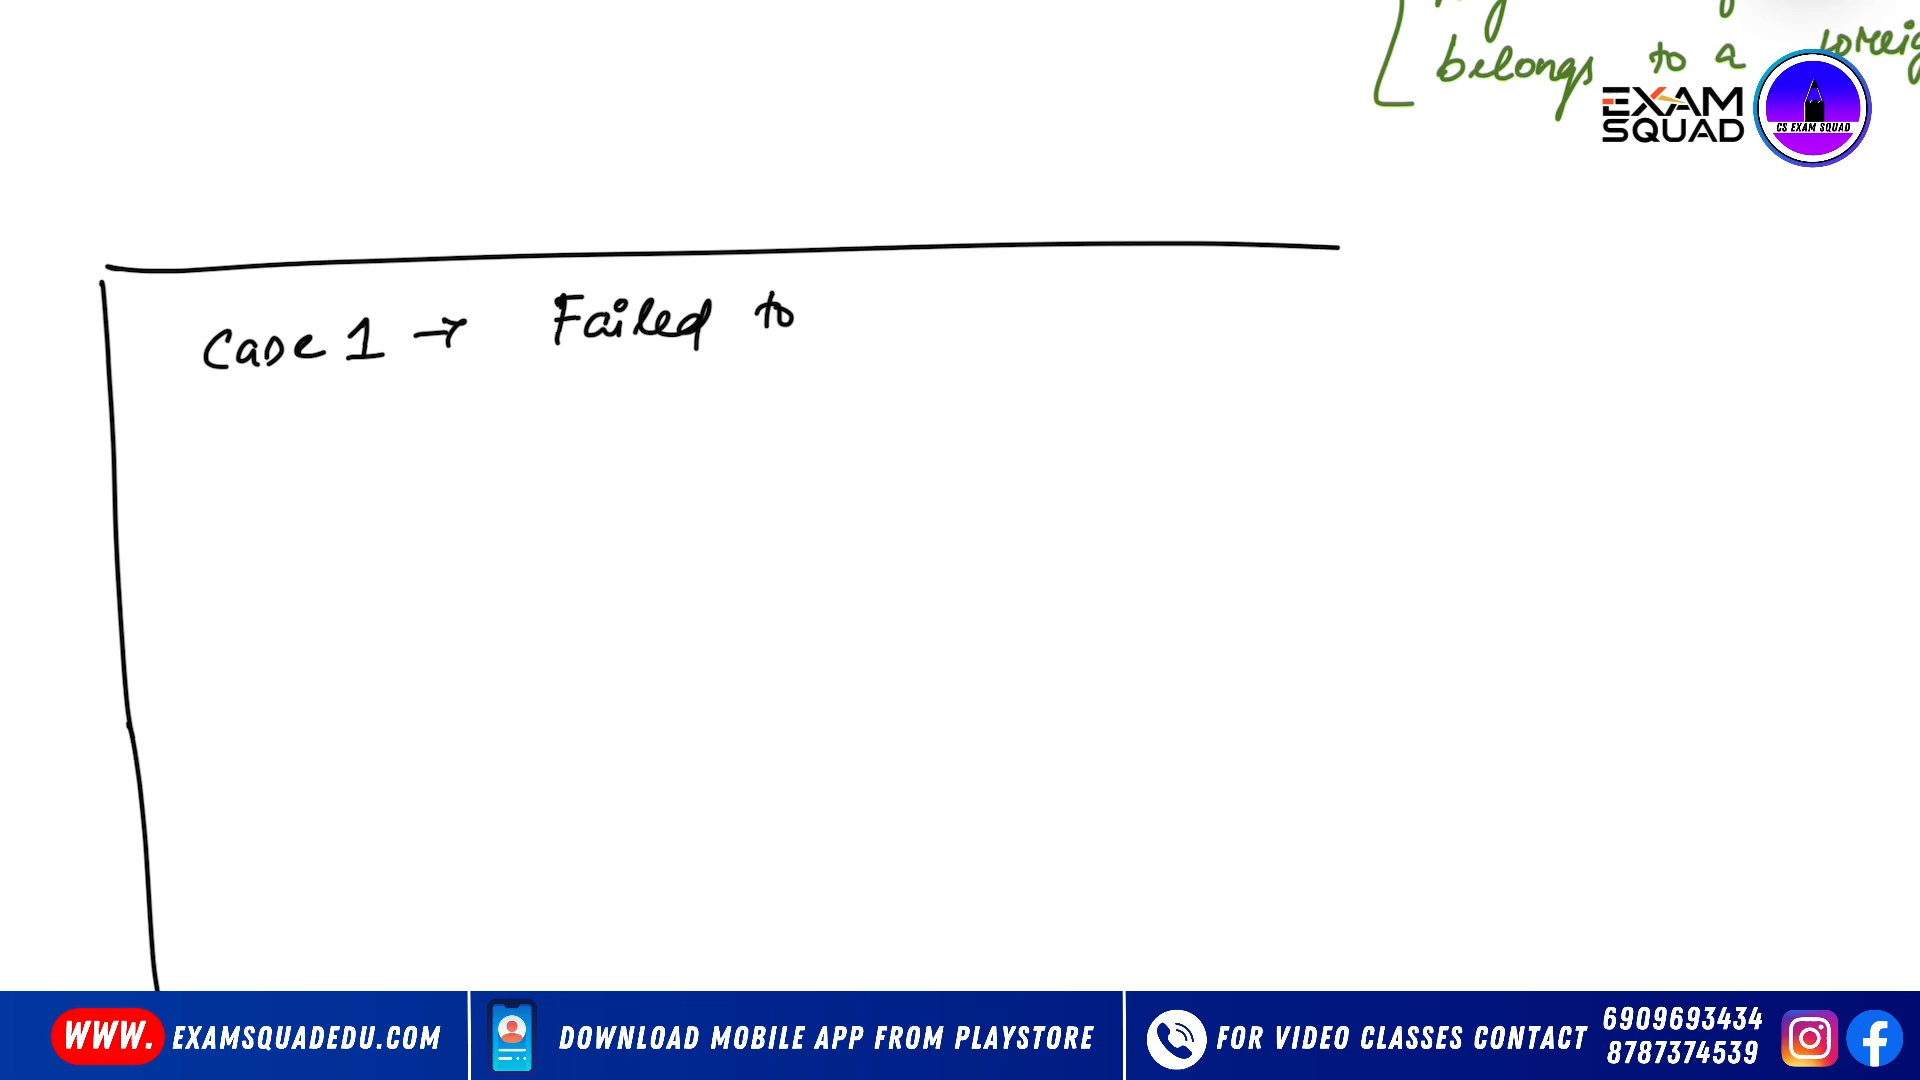 belongs to a foreig
EXAM
SQUAD
CS EXAM SQUAD
Case 1 → Failed to
WWW. EXAMSQUADEDU.COM
DOWNLOAD MOBILE APP FROM PLAYSTORE
FOR VIDEO CLASSES CONTACT
6909693434
8787374539